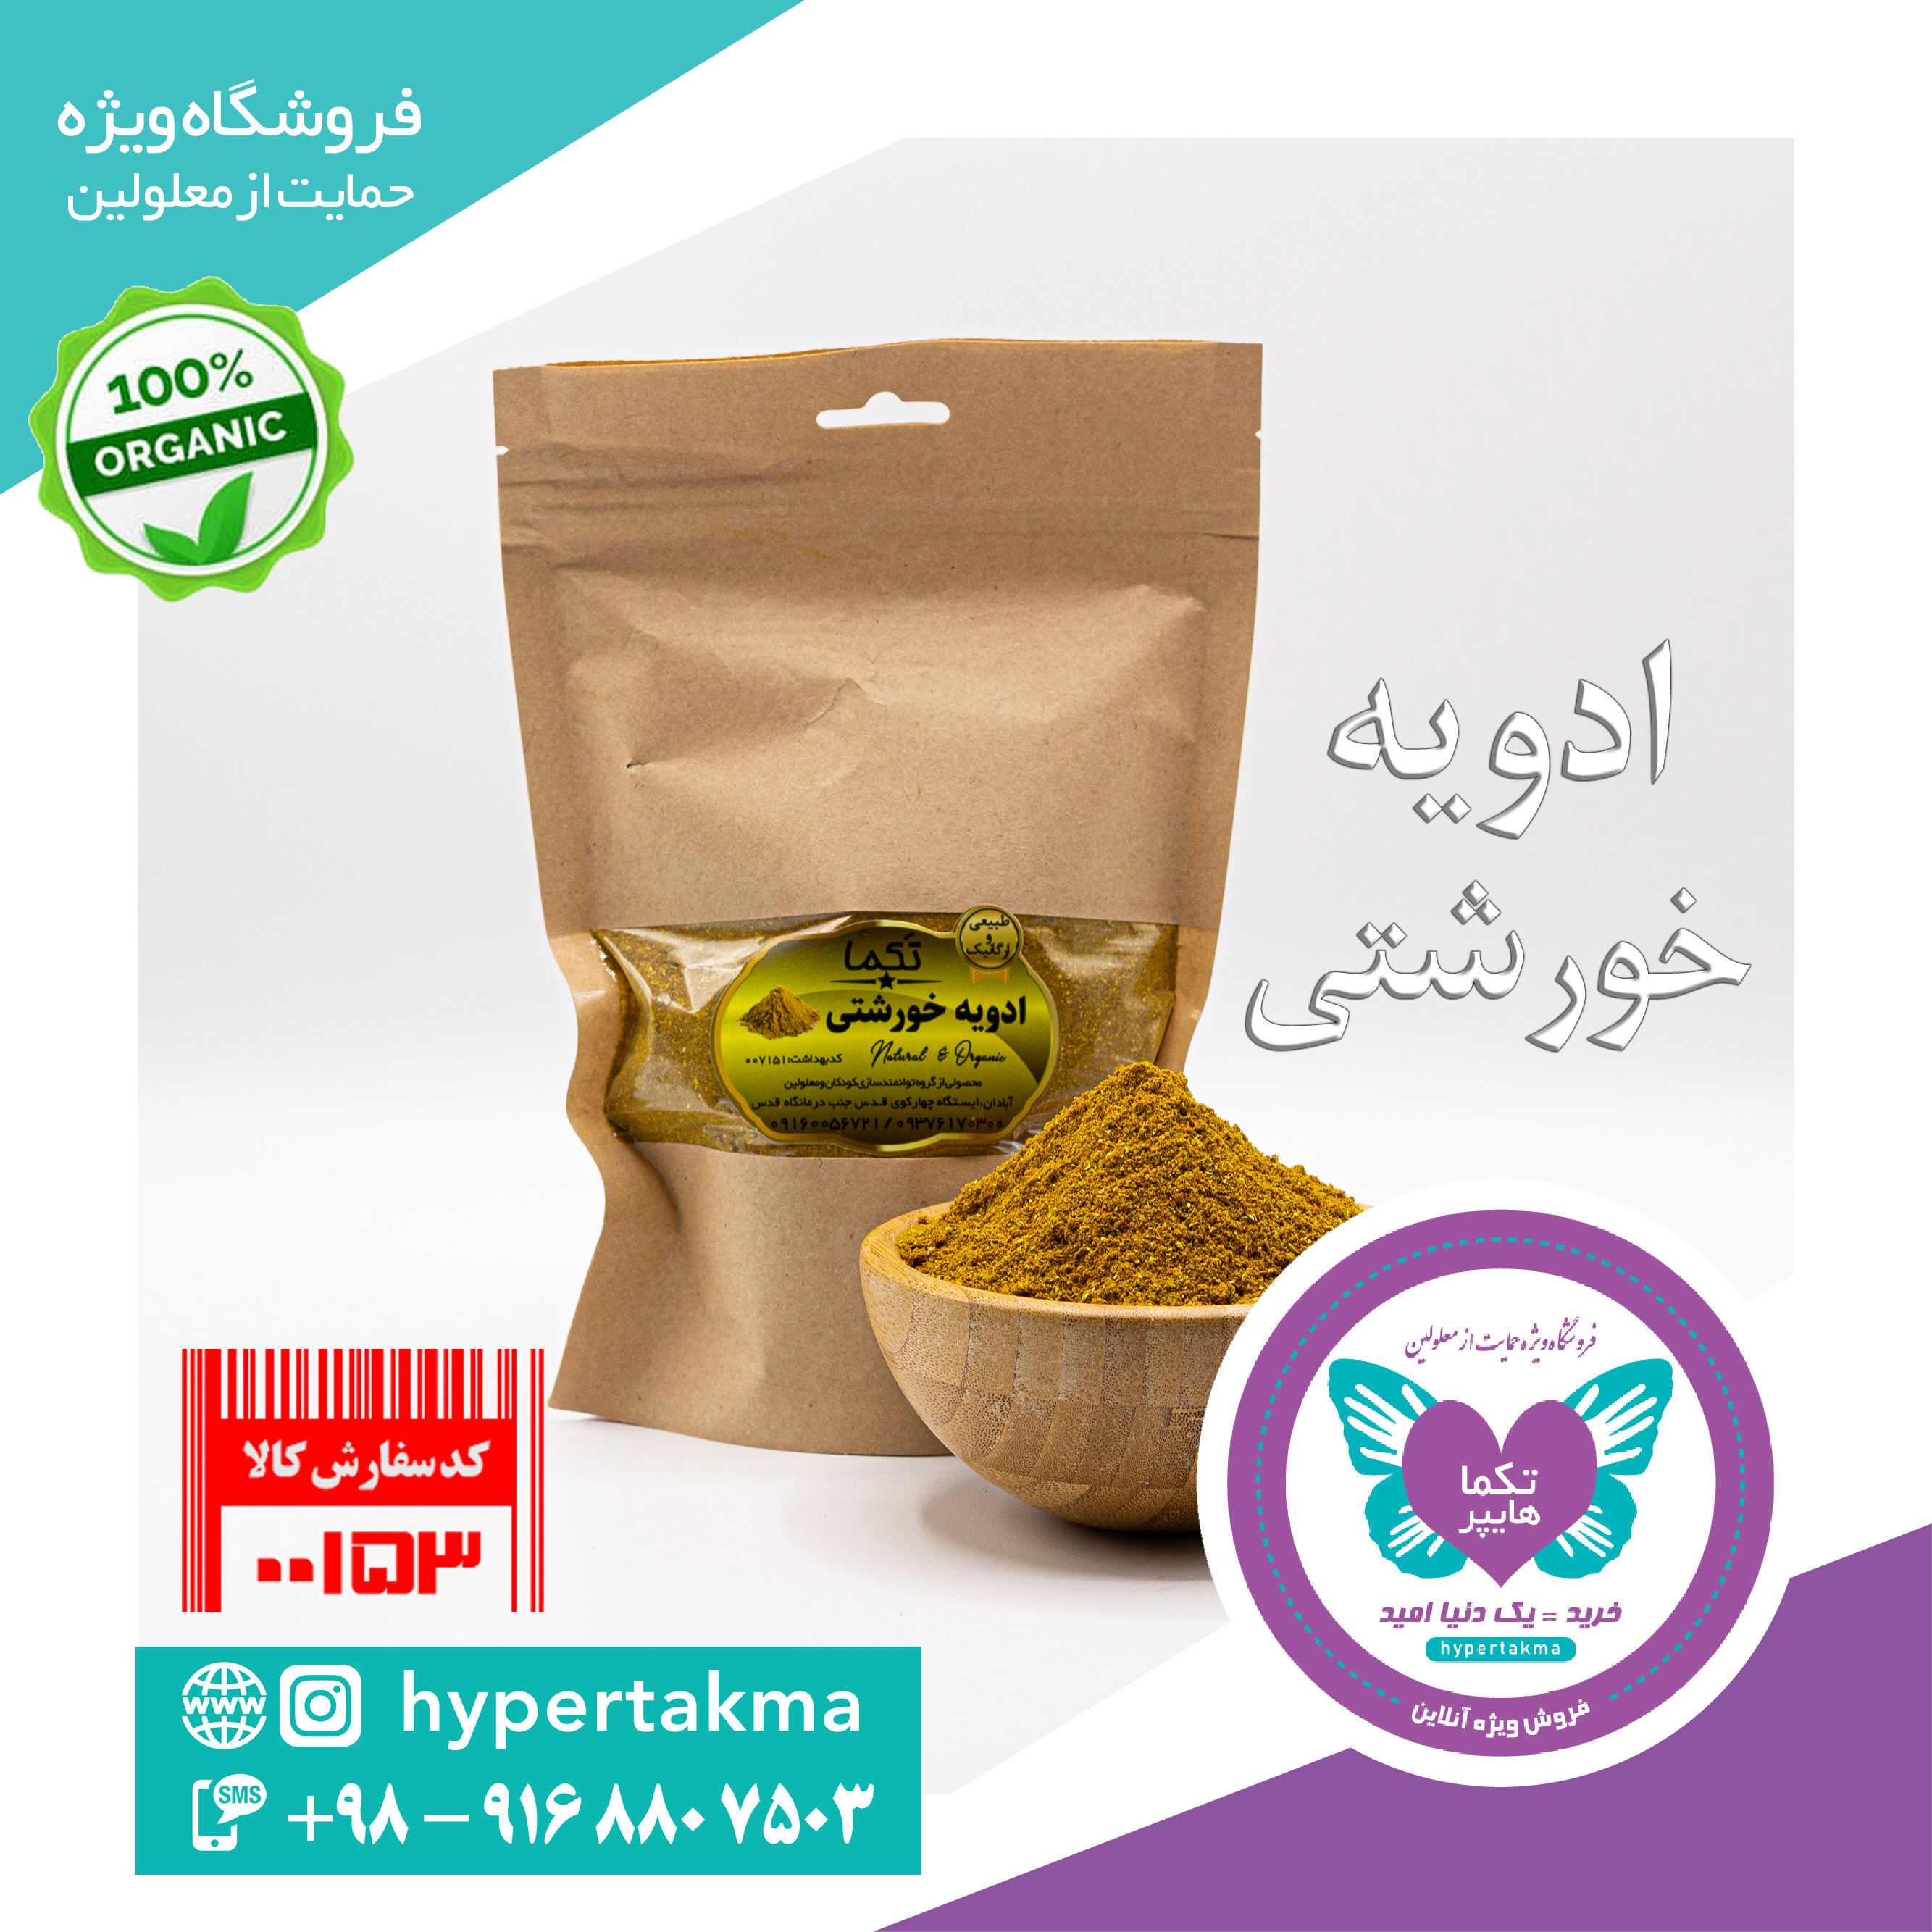 فروشگاه ویژه
حمایت از معلولین
100%
ORGANIC
ادویه
خورشتی
طبیعی
و
ارگانیک
تکما
ادویه خورشتی
Natural & Organic
کدبهداشت: ۰۰۷۱۵۱
محصولی از گروه توانمندسازی کودکان و معلولین
آبادان، ایستگاه چهار کوی قدس جنب درمانگاه قدس
۰۹۱۶۰۰۵۶۷۲۱ / ۰۹۳۷۶۱۷۰۳۰۰
کد سفارش کالا
۰۰۱۵۳
فروشگاه ویژه حمایت از معلولین
تکما
هایپر
خرید = یک دنیا امید
hypertakma
فروش ویژه آنلاین
www
hypertakma
SMS
+۹۸-۹۱۶ ۸۸۰ ۷۵۰۳